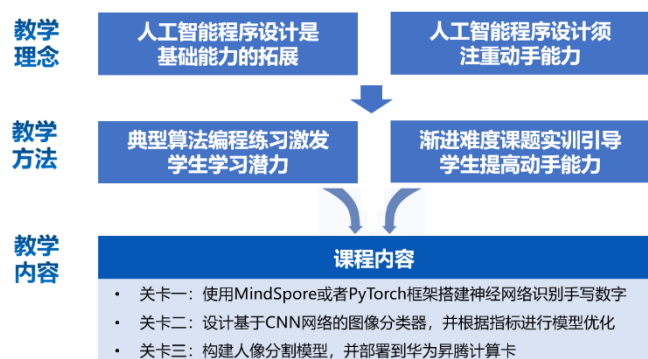 教学
理念
人工智能程序设计是
基础能力的拓展
人工智能程序设计须
注重动手能力
教学
方法
典型算法编程练习激发
学生学习潜力
渐进难度课题实训引导
学生提高动手能力
教学
内容
课程内容
• 关卡一：使用MindSpore或者PyTorch框架搭建神经网络识别手写数字
• 关卡二：设计基于CNN网络的图像分类器，并根据指标进行模型优化
• 关卡三：构建人像分割模型，并部署到华为昇腾计算卡